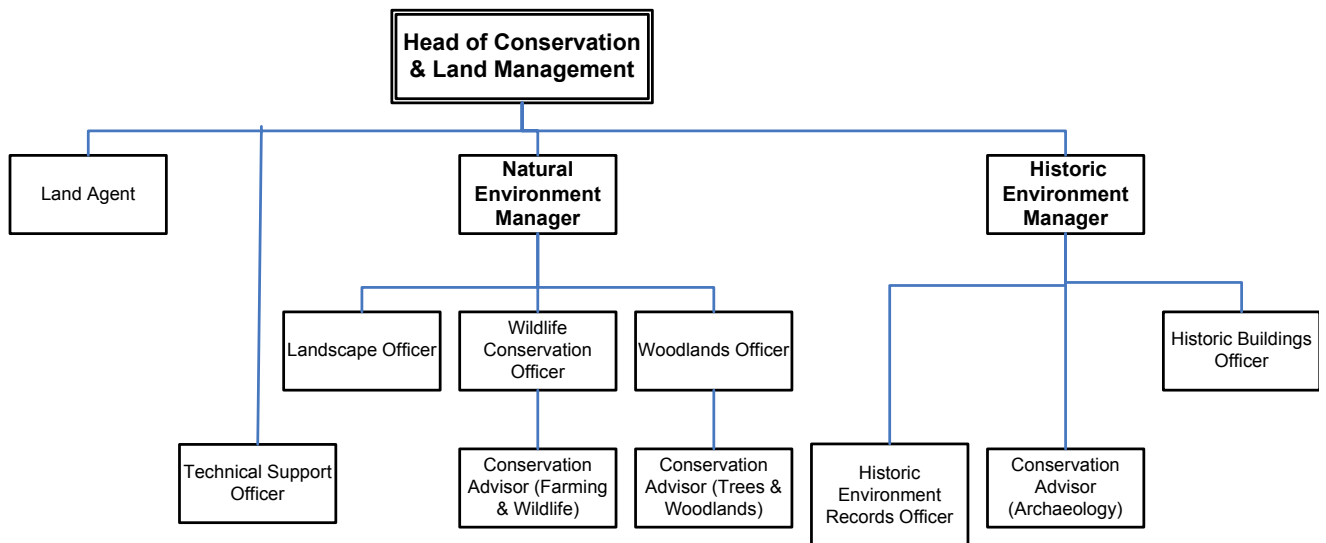 Head of Conservation
& Land Management
Land Agent
Natural
Environment
Manager
Historic
Environment
Manager
Landscape Officer
Wildlife
Conservation
Officer
Woodlands Officer
Historic Buildings
Officer
Technical Support
Officer
Conservation
Advisor (Farming
& Wildlife)
Conservation
Advisor (Trees &
Woodlands)
Historic
Environment
Records Officer
Conservation
Advisor
(Archaeology)